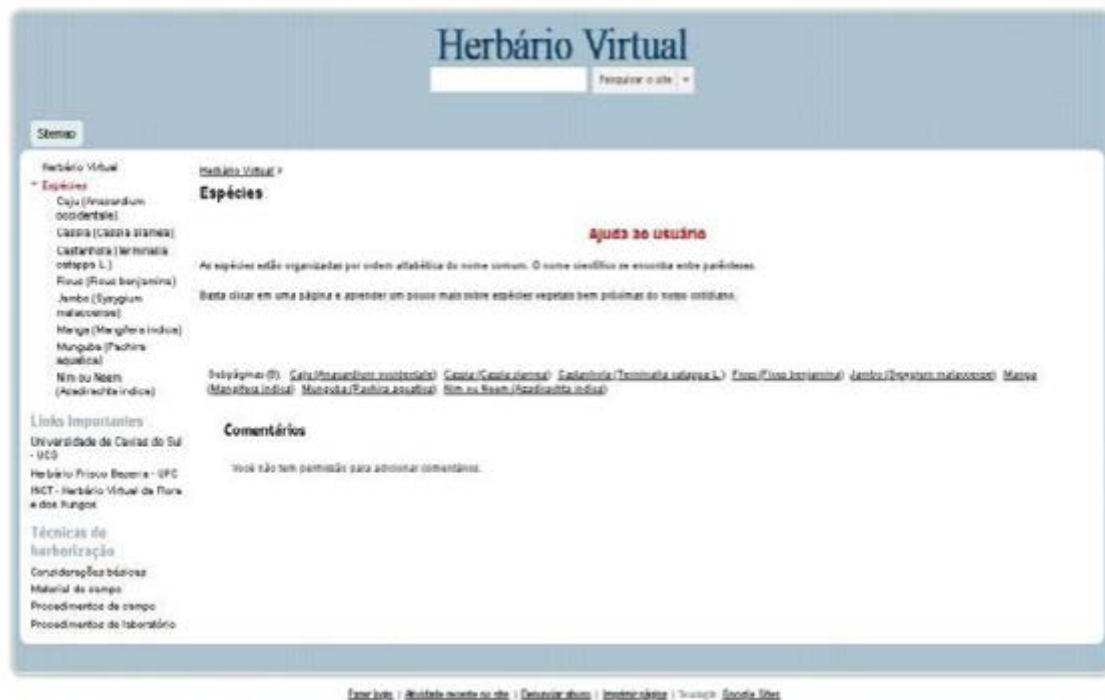 Herbário Virtual
Pesquisar o site
Sitemap
Herbário Virtual
Espécies
Caju (Anacardium
occidentale)
Cassia (Cassia siamea)
Castanhola (Terminalia
catappa L.)
Ficus (Ficus benjamina)
Jambo (Syzygium
malaccense)
Manga (Mangifera indica)
Munguba (Pachira
aquatica)
Nim ou Neem
(Azadirachta indica)
Links Importantes
Universidade de Caxias do Sul
- UCS
Herbário Prisco Bezerra - UFC
INCT - Herbário Virtual da Flora
e dos Fungos
Técnicas de
herborização
Considerações básicas
Material de campo
Procedimentos de campo
Procedimentos de laboratório
Herbário Virtual >
Espécies
Ajuda ao usuário
As espécies estão organizadas por ordem alfabética do nome comum. O nome científico se encontra entre parênteses.
Basta clicar em uma página e aprender um pouco mais sobre espécies vegetais bem próximas do nosso cotidiano.
Subpáginas (8): Caju (Anacardium occidentale) Cassia (Cassia siamea) Castanhola (Terminalia catappa L.) Ficus (Ficus benjamina) Jambo (Syzygium malaccense) Manga
(Mangifera indica) Munguba (Pachira aquatica) Nim ou Neem (Azadirachta indica)
Comentários
Você não tem permissão para adicionar comentários.
Fazer login | Atividade recente no site | Denunciar abuso | Imprimir página | Tecnologia Google Sites